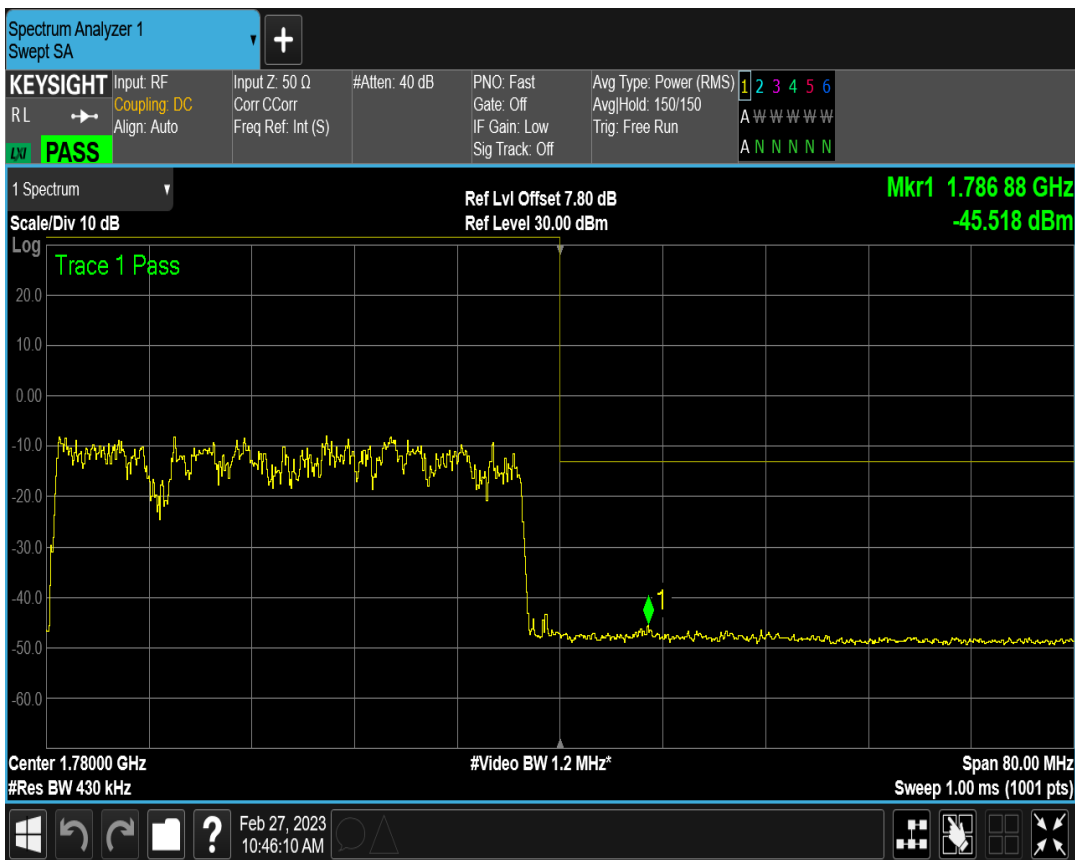 Spectrum Analyzer 1
Swept SA
+
KEYSIGHT
RL
LXI PASS
Input: RF
Coupling: DC
Align: Auto
Input Z: 50 Ω
Corr CCorr
Freq Ref: Int (S)
#Atten: 40 dB
PNO: Fast
Gate: Off
IF Gain: Low
Sig Track: Off
Avg Type: Power (RMS)
Avg|Hold: 150/150
Trig: Free Run
1 2 3 4 5 6
A W W W W W
A N N N N N
1 Spectrum
Scale/Div 10 dB
Ref Lvl Offset 7.80 dB
Ref Level 30.00 dBm
Mkr1 1.786 88 GHz
-45.518 dBm
Log
Trace 1 Pass
20.0
10.0
0.00
-10.0
-20.0
-30.0
-40.0
-50.0
-60.0
1
Center 1.78000 GHz
#Res BW 430 kHz
#Video BW 1.2 MHz*
Span 80.00 MHz
Sweep 1.00 ms (1001 pts)
?
Feb 27, 2023
10:46:10 AM